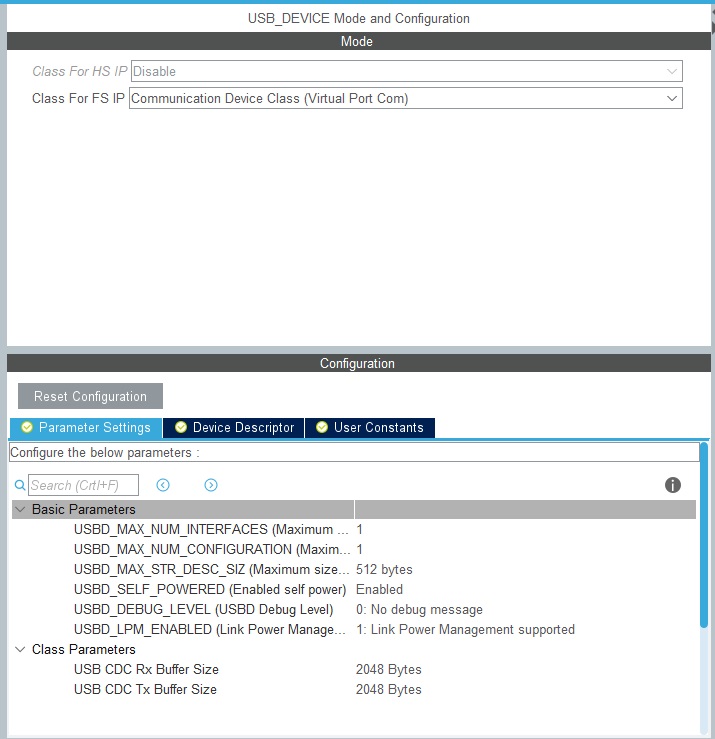 USB_DEVICE Mode and Configuration
Mode
Class For HS IP Disable
Class For FS IP Communication Device Class (Virtual Port Com)
Configuration
Reset Configuration
Parameter Settings Device Descriptor User Constants
Configure the below parameters :
Search (Crtl+F)
Basic Parameters
USBD_MAX_NUM_INTERFACES (Maximum ... 1
USBD_MAX_NUM_CONFIGURATION (Maxim... 1
USBD_MAX_STR_DESC_SIZ (Maximum size... 512 bytes
USBD_SELF_POWERED (Enabled self power) Enabled
USBD_DEBUG_LEVEL (USBD Debug Level) 0: No debug message
USBD_LPM_ENABLED (Link Power Manage... 1: Link Power Management supported
Class Parameters
USB CDC Rx Buffer Size 2048 Bytes
USB CDC Tx Buffer Size 2048 Bytes